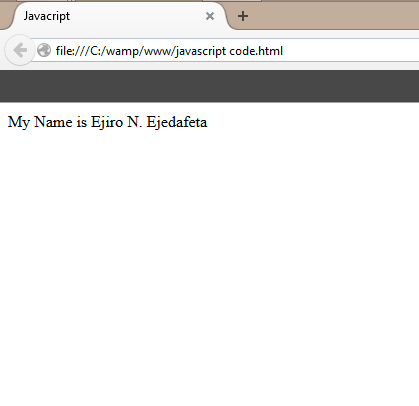 Javacript
file:///C:/wamp/www/javascript code.html
My Name is Ejiro N. Ejedafeta